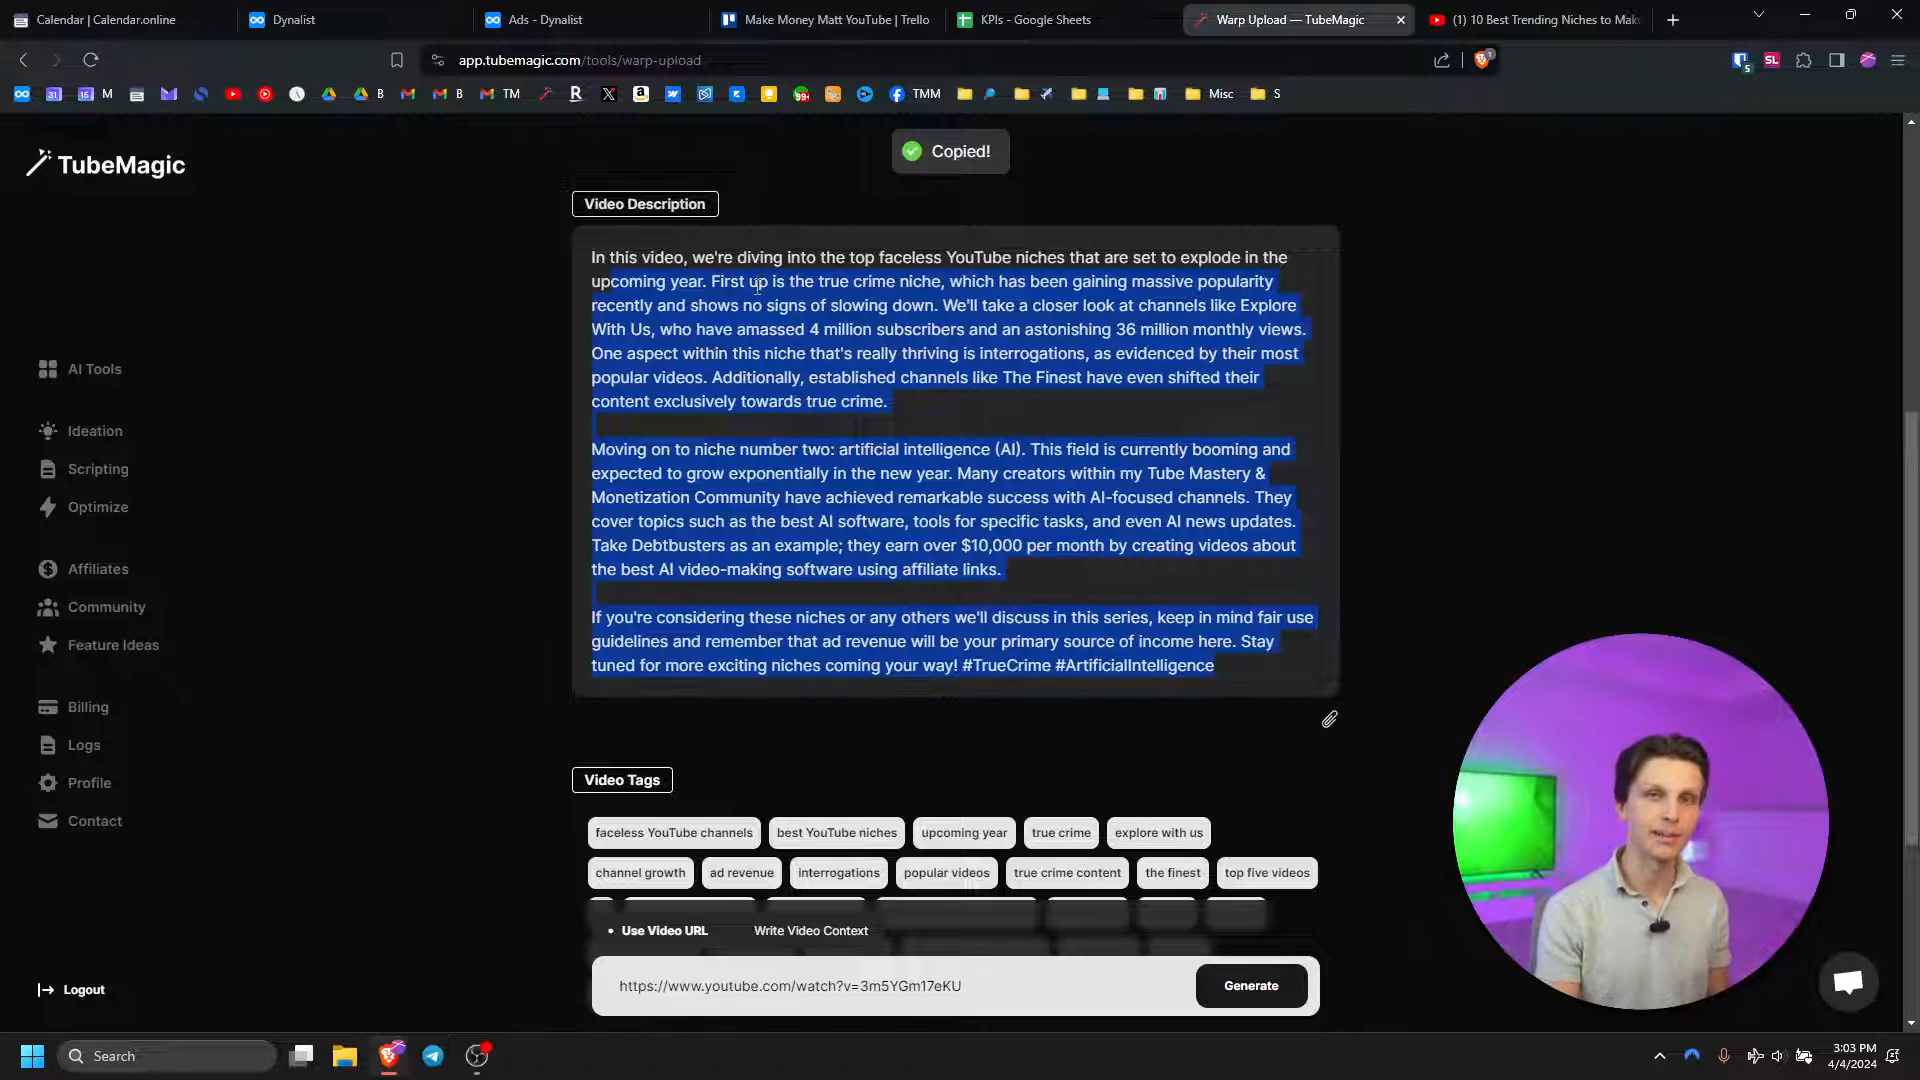 Calendar | Calendar.online
Dynalist
Ads - Dynalist
Make Money Matt YouTube | Trello
KPIs - Google Sheets
Warp Upload — TubeMagic
(1) 10 Best Trending Niches to Mak
app.tubemagic.com/tools/warp-upload
1
5
SL
31
15
M
B
B
TM
99+
TMM
Misc
S
TubeMagic
Copied!
Video Description
In this video, we're diving into the top faceless YouTube niches that are set to explode in the
upcoming year. First up is the true crime niche, which has been gaining massive popularity
recently and shows no signs of slowing down. We'll take a closer look at channels like Explore
With Us, who have amassed 4 million subscribers and an astonishing 36 million monthly views.
One aspect within this niche that's really thriving is interrogations, as evidenced by their most
popular videos. Additionally, established channels like The Finest have even shifted their
content exclusively towards true crime.
Moving on to niche number two: artificial intelligence (AI). This field is currently booming and
expected to grow exponentially in the new year. Many creators within my Tube Mastery &
Monetization Community have achieved remarkable success with AI-focused channels. They
cover topics such as the best AI software, tools for specific tasks, and even AI news updates.
Take Debtbusters as an example; they earn over $10,000 per month by creating videos about
the best AI video-making software using affiliate links.
If you're considering these niches or any others we'll discuss in this series, keep in mind fair use
guidelines and remember that ad revenue will be your primary source of income here. Stay
tuned for more exciting niches coming your way! #TrueCrime #ArtificialIntelligence
AI Tools
Ideation
Scripting
Optimize
Affiliates
Community
Feature Ideas
Billing
Logs
Profile
Contact
Logout
Video Tags
faceless YouTube channels
best YouTube niches
upcoming year
true crime
explore with us
channel growth
ad revenue
interrogations
popular videos
true crime content
the finest
top five videos
Use Video URL
Write Video Context
https://www.youtube.com/watch?v=3m5YGm17eKU
Generate
Search
3:03 PM
4/4/2024